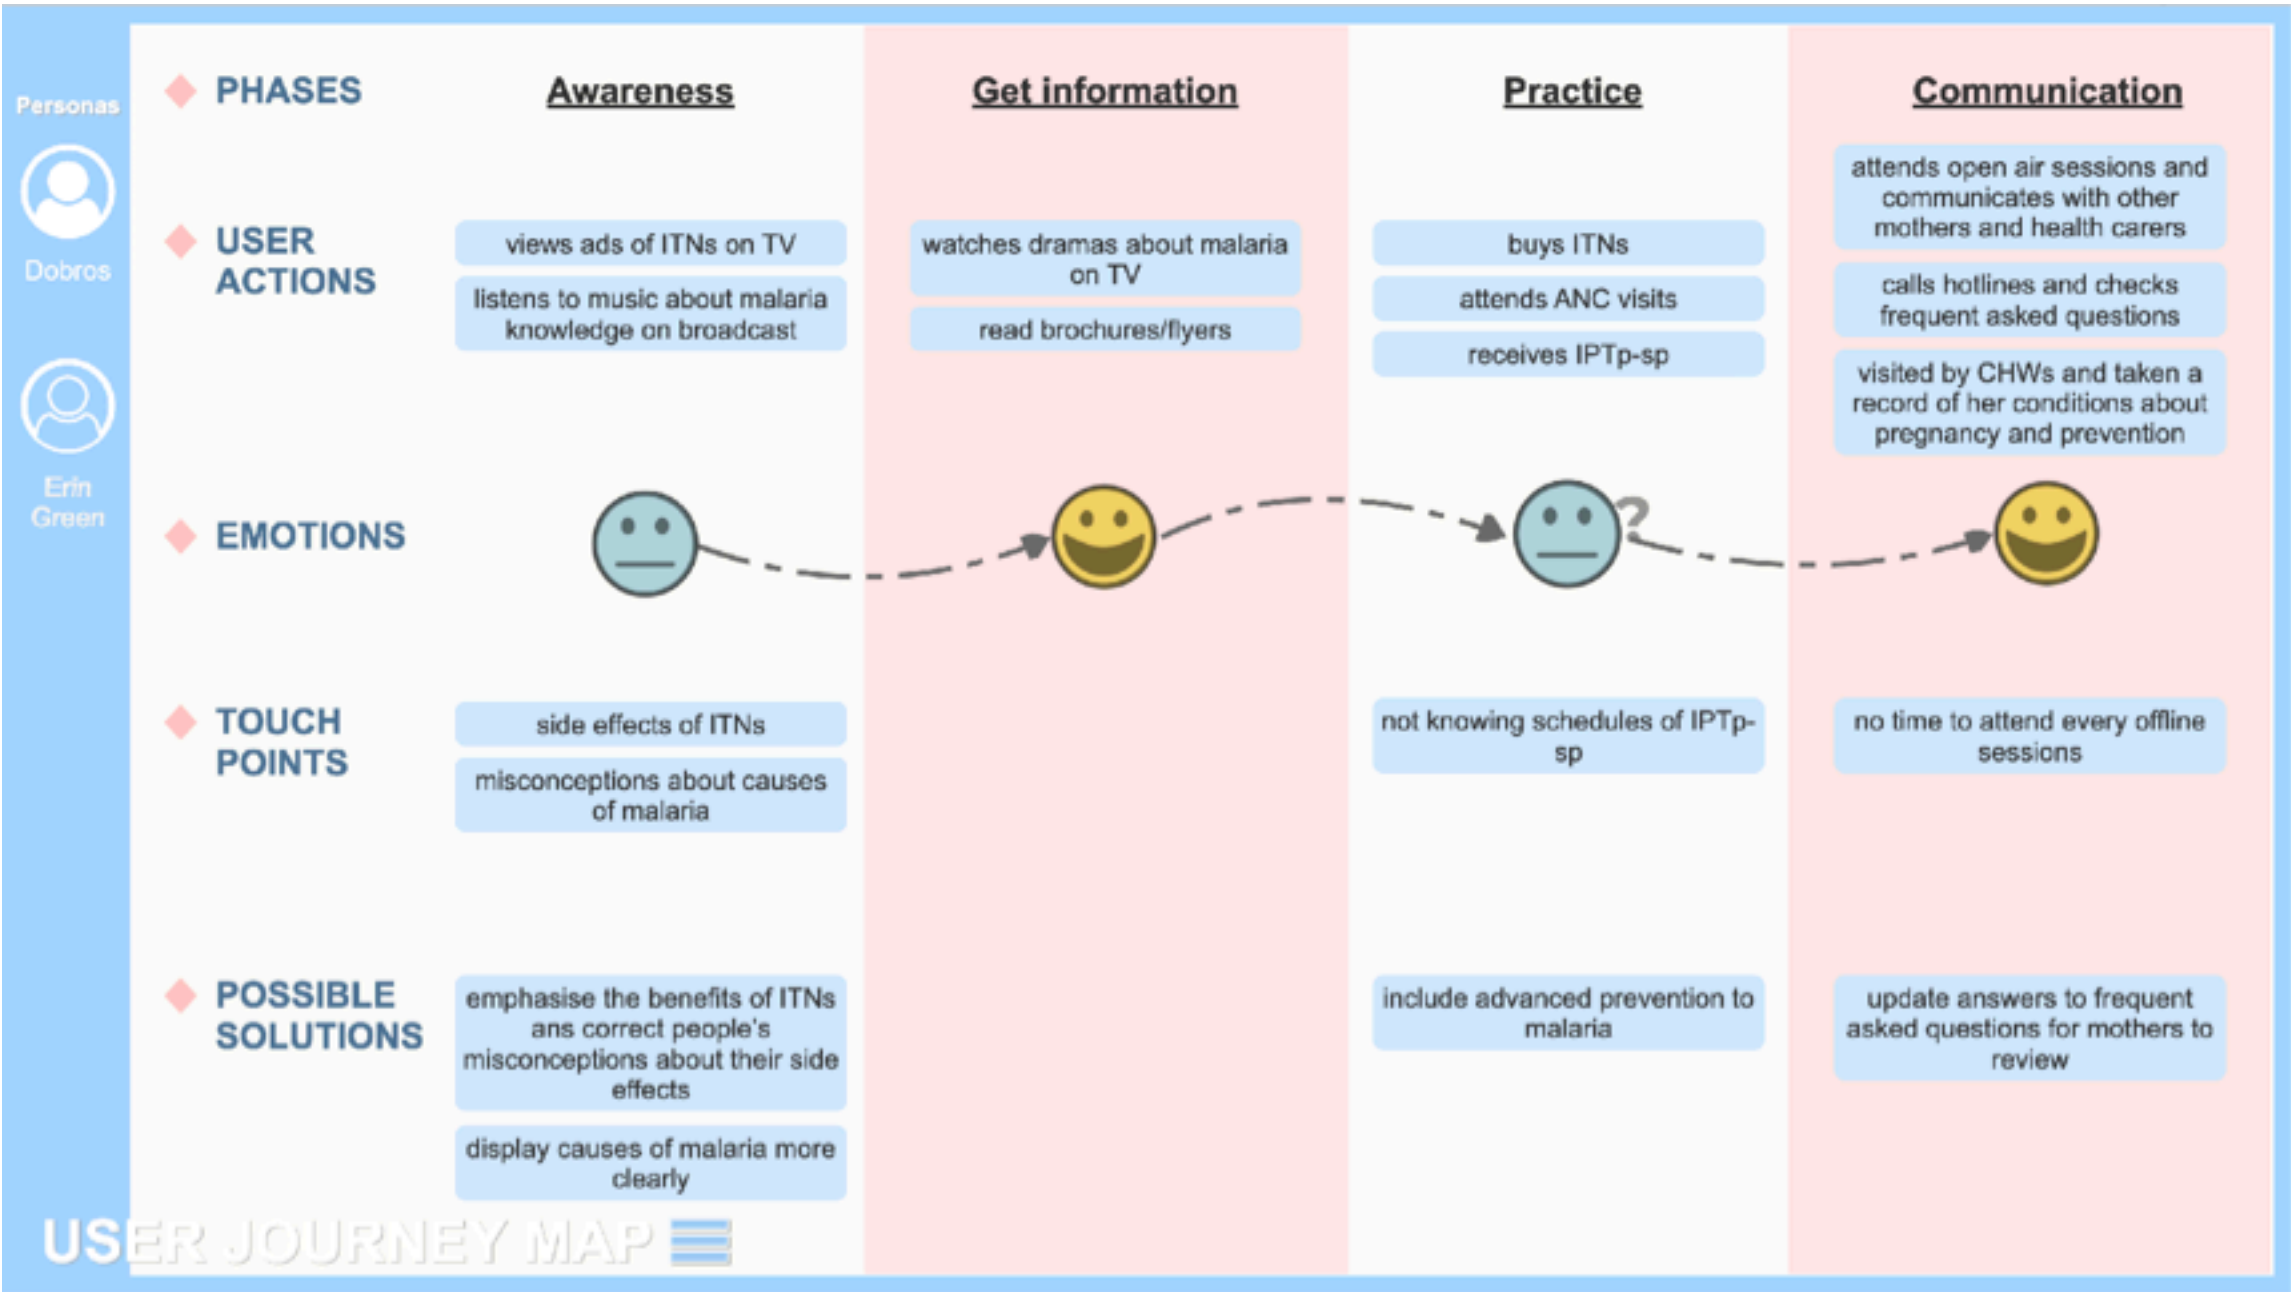 Personas
Dobros
Erin
Green
PHASES
Awareness
Get information
Practice
Communication
USER
ACTIONS
views ads of ITNs on TV
listens to music about malaria
knowledge on broadcast
watches dramas about malaria
on TV
read brochures/flyers
buys ITNs
attends ANC visits
receives IPTp-sp
attends open air sessions and
communicates with other
mothers and health carers
calls hotlines and checks
frequent asked questions
visited by CHWs and taken a
record of her conditions about
pregnancy and prevention
EMOTIONS
?
TOUCH
POINTS
side effects of ITNs
misconceptions about causes
of malaria
not knowing schedules of IPTp-
sp
no time to attend every offline
sessions
POSSIBLE
SOLUTIONS
emphasise the benefits of ITNs
ans correct people's
misconceptions about their side
effects
display causes of malaria more
clearly
include advanced prevention to
malaria
update answers to frequent
asked questions for mothers to
review
USER JOURNEY MAP